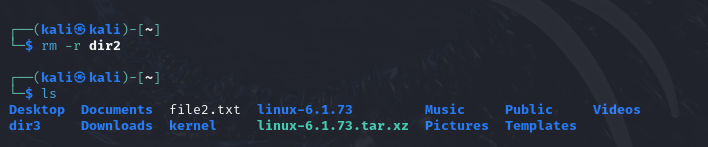 ┌──(kali㉿kali)-[~]
└─$ rm -r dir2
┌──(kali㉿kali)-[~]
└─$ ls
Desktop  Documents  file2.txt  linux-6.1.73         Music     Public     Videos
dir3     Downloads  kernel     linux-6.1.73.tar.xz  Pictures  Templates